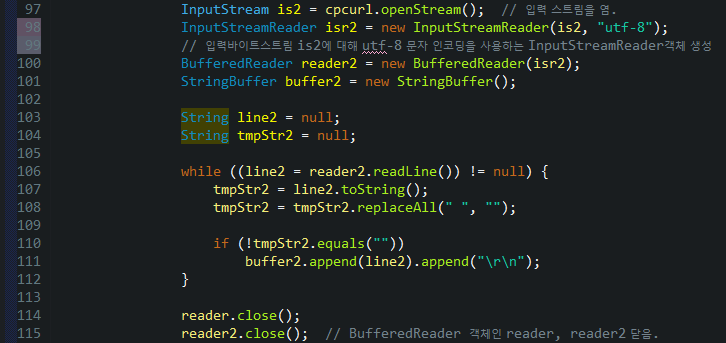 97 InputStream is2 = cpcurl.openStream();  // 입력 스트림을 염.
98 InputStreamReader isr2 = new InputStreamReader(is2, "utf-8");
99 // 입력바이트스트림 is2에 대해 utf-8 문자 인코딩을 사용하는 InputStreamReader객체 생성
100 BufferedReader reader2 = new BufferedReader(isr2);
101 StringBuffer buffer2 = new StringBuffer();
102
103 String line2 = null;
104 String tmpStr2 = null;
105
106 while ((line2 = reader2.readLine()) != null) {
107 tmpStr2 = line2.toString();
108 tmpStr2 = tmpStr2.replaceAll(" ", "");
109
110 if (!tmpStr2.equals(""))
111 buffer2.append(line2).append("\r\n");
112 }
113
114 reader.close();
115 reader2.close();  // BufferedReader 객체인 reader, reader2 닫음.